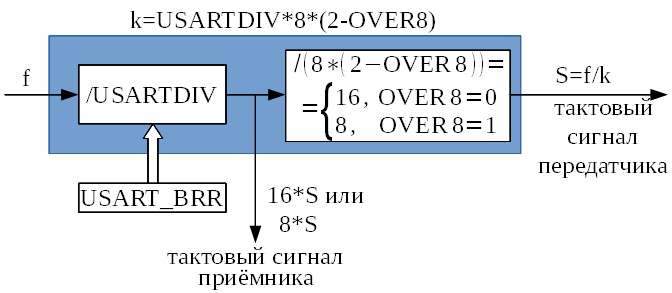 k=USARTDIV*8*(2-OVER8)
f
/USARTDIV
/(8*(2−OVER8))=
={16, OVER8=0
8, OVER8=1
S=f/k
тактовый
сигнал
передатчика
USART_BRR
16*S или
8*S
тактовый сигнал
приёмника